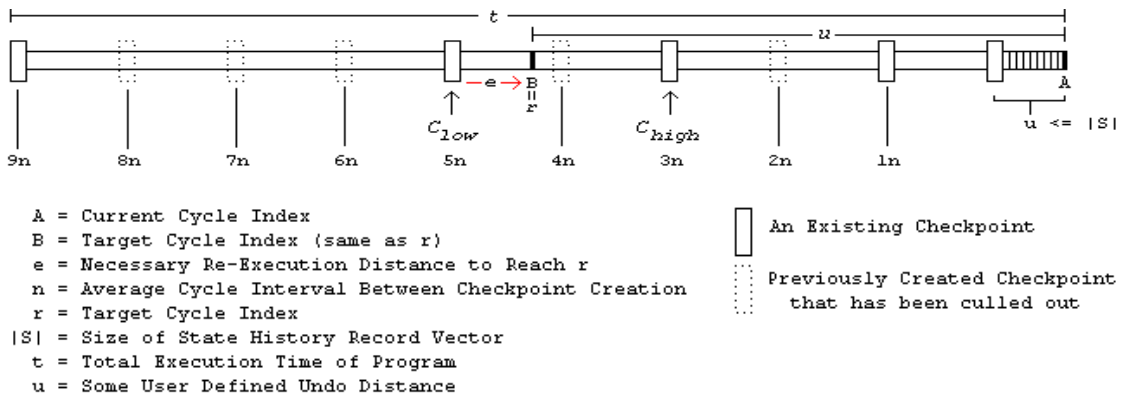 t
u
e
B
=
r
A
C low
C high
u <= |S|
9n 8n 7n 6n 5n 4n 3n 2n 1n
A = Current Cycle Index
B = Target Cycle Index (same as r)
e = Necessary Re-Execution Distance to Reach r
n = Average Cycle Interval Between Checkpoint Creation
r = Target Cycle Index
|S| = Size of State History Record Vector
t = Total Execution Time of Program
u = Some User Defined Undo Distance
An Existing Checkpoint
Previously Created Checkpoint
that has been culled out